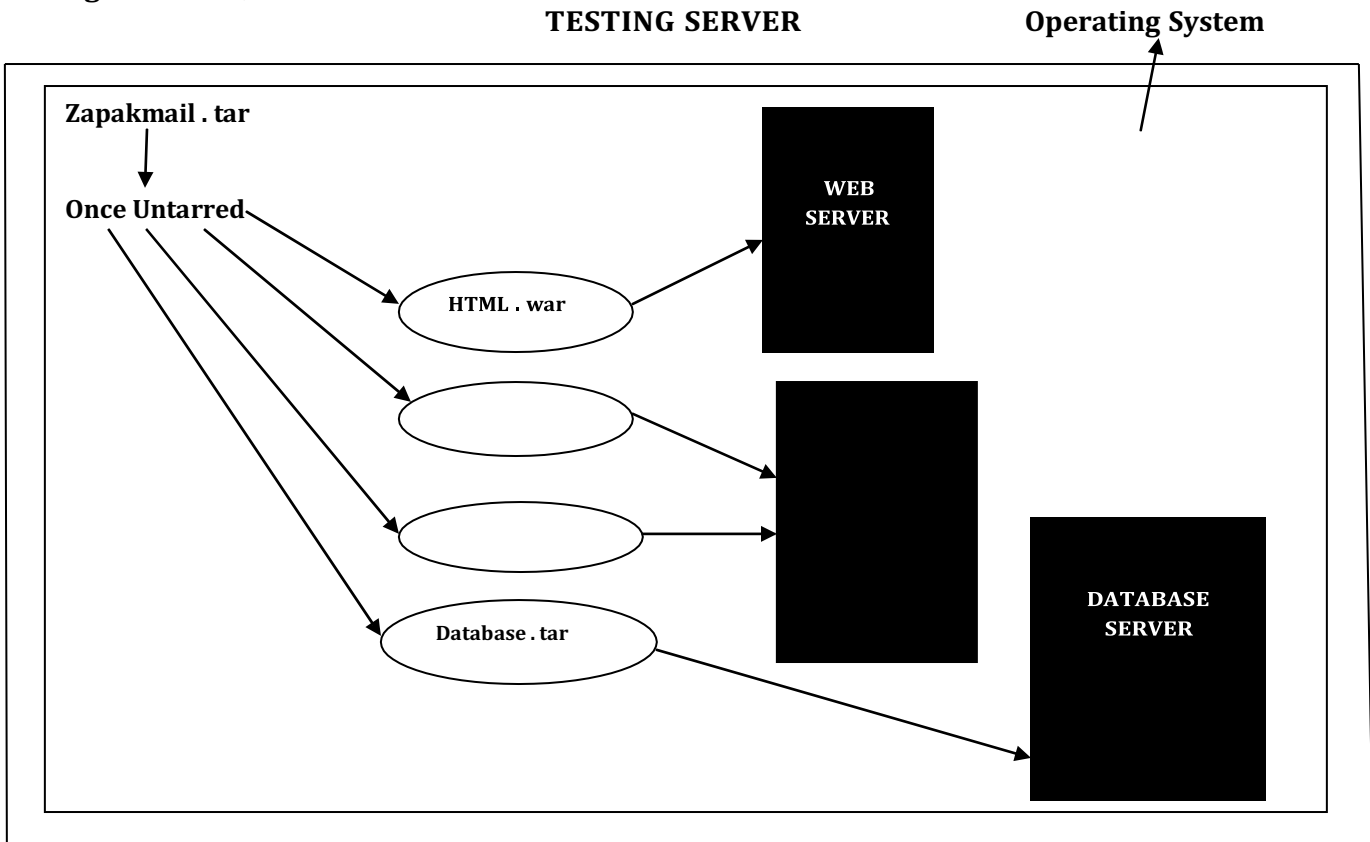 TESTING SERVER Operating System
Zapakmail . tar
Once Untarred
WEB
SERVER
HTML . war
DATABASE
SERVER
Database . tar